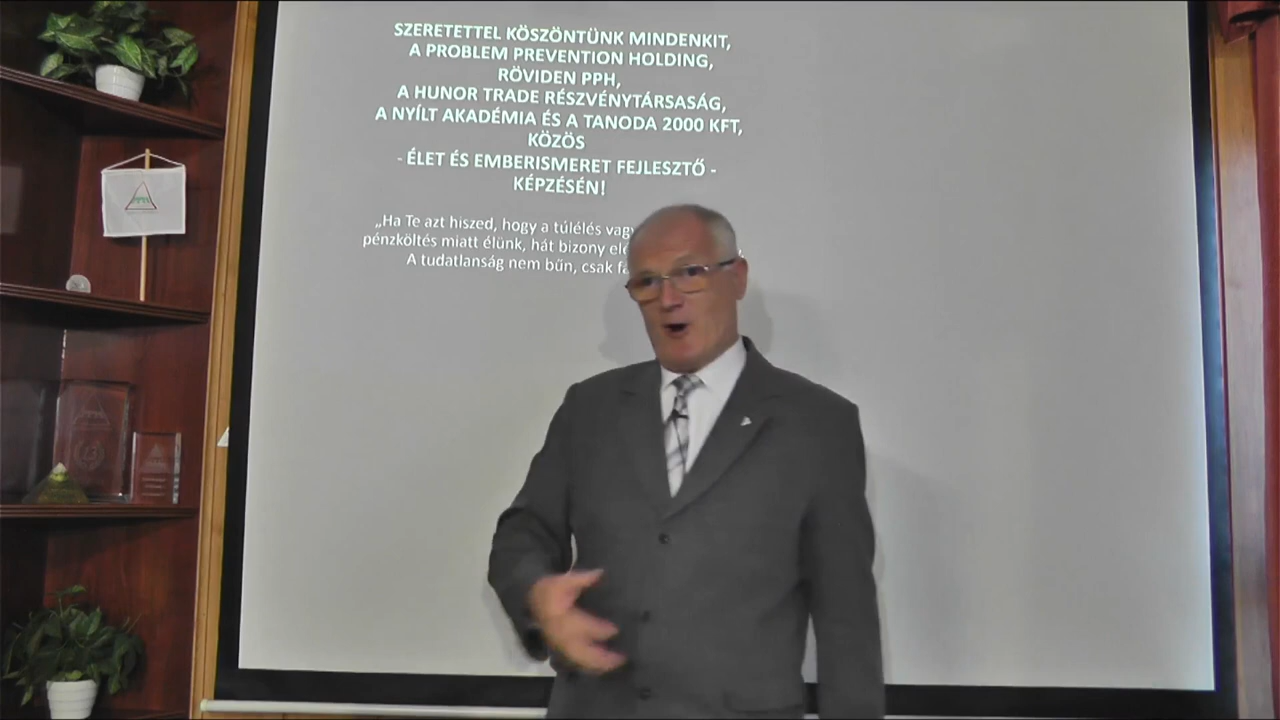 SZERETETTEL KÖSZÖNTÜNK MINDENKIT,
A PROBLEM PREVENTION HOLDING,
RÖVIDEN PPH,
A HUNOR TRADE RÉSZVÉNYTÁRSASÁG,
A NYÍLT AKADÉMIA ÉS A TANODA 2000 KFT,
KÖZÖS
- ÉLET ÉS EMBERISMERET FEJLESZTŐ -
KÉPZÉSÉN!
„Ha Te azt hiszed, hogy a túlélés
pénzköltés miatt élünk, hát bizony
A tudatlanság nem bűn, csak